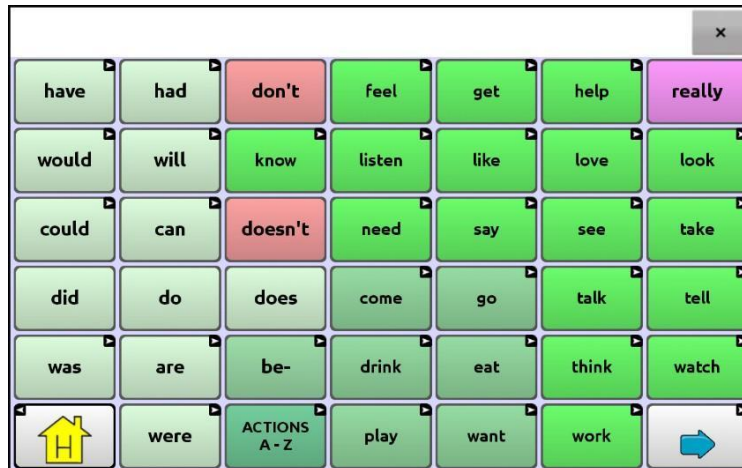 ×
have had don't feel get help really
would will know listen like love look
could can doesn't need say see take
did do does come go talk tell
was are be- drink eat think watch
H were ACTIONS A - Z play want work